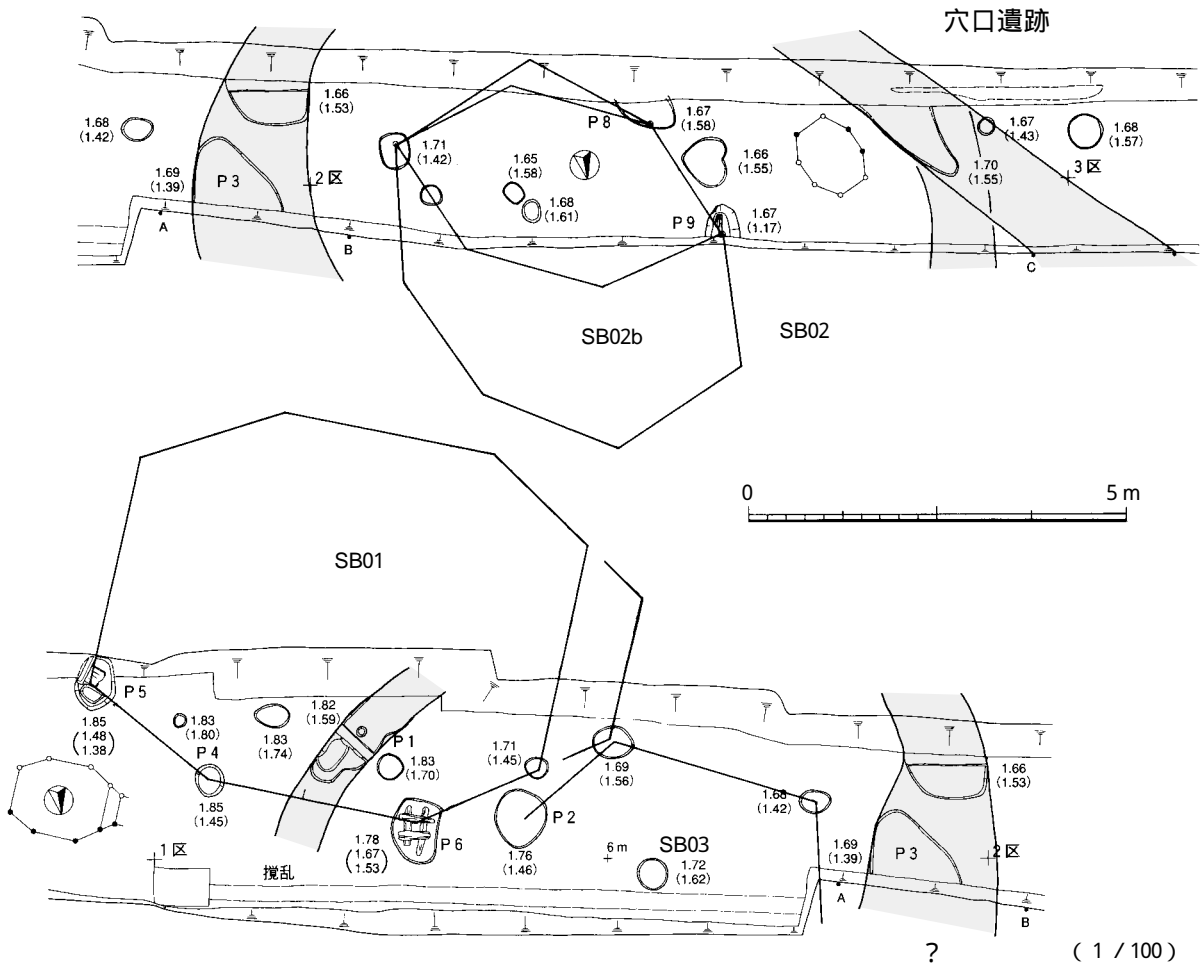 穴口遺跡
1.68
(1.42)
1.66
(1.53)
1.69
(1.39)
P 3
2 区
A
B
1.71
(1.42)
1.65
(1.58)
1.68
(1.61)
P 8
1.67
(1.58)
1.66
(1.55)
P 9
1.67
(1.17)
1.67
(1.43)
1.68
(1.57)
1.70
(1.55)
3 区
C
SB02b
SB02
0
5 m
SB01
P 5
1.85
(1.48
1.38)
1.83
(1.80)
P 4
1.85
(1.45)
1.83
(1.74)
1.82
(1.59)
P 1
1.83
(1.70)
1.71
(1.45)
1.69
(1.56)
P 2
1.76
(1.46)
P 6
1.78
(1.67
1.53)
1 区
撹乱
6 m
SB03
1.72
(1.62)
1.68
(1.42)
1.69
(1.39)
P 3
1.66
(1.53)
2 区
A
B
?
( 1 / 100 )